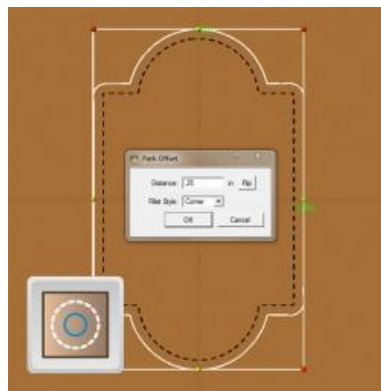 Path Offset
Distance: .25 in Flip
Fillet Style: Corner
OK Cancel